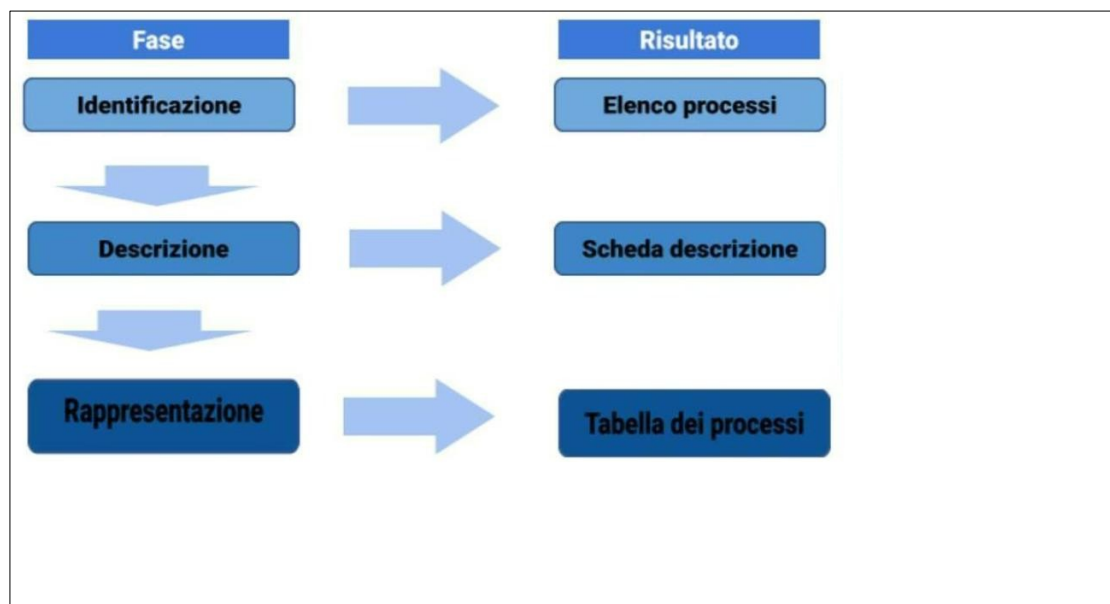 Fase
Risultato
Identificazione
Elenco processi
Descrizione
Scheda descrizione
Rappresentazione
Tabella dei processi